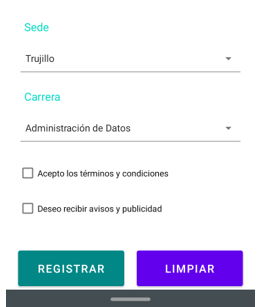 Sede
Trujillo
Carrera
Administración de Datos
Acepto los términos y condiciones
Deseo recibir avisos y publicidad
REGISTRAR
LIMPIAR